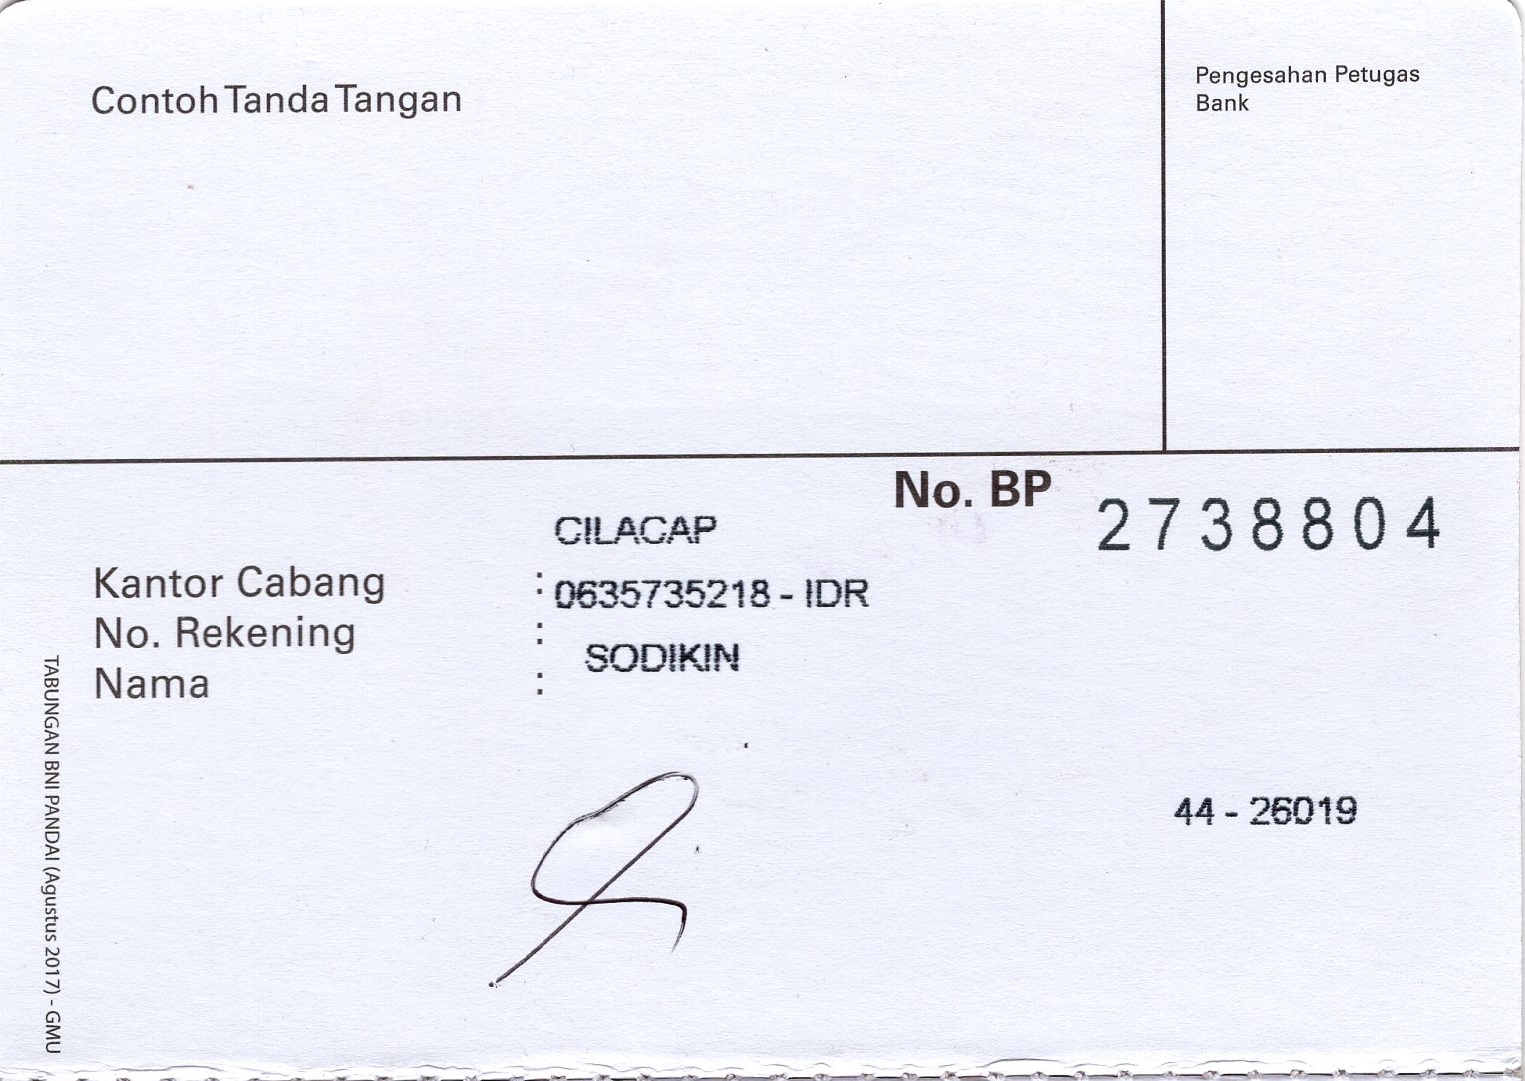 Contoh Tanda Tangan
Pengesahan Petugas
Bank
No. BP 2738804
CILACAP
Kantor Cabang :
0635735218 - IDR
No. Rekening :
SODIKIN
Nama :
44 - 26019
TABUNGAN BNI PANDAI (Agustus 2017) - GMU